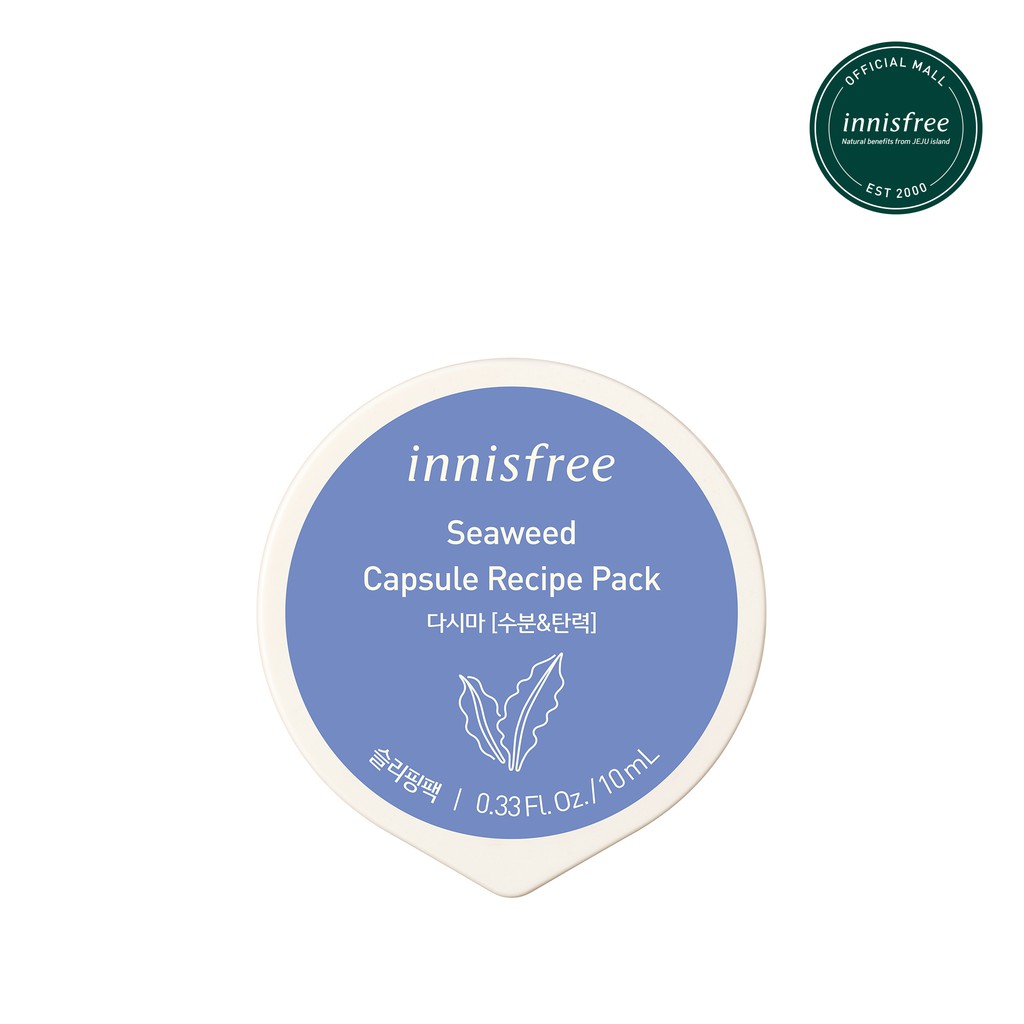 OFFICIAL MALL
innisfree
Natural benefits from JEJU island
EST 2000
innisfree
Seaweed
Capsule Recipe Pack
다시마 [수분&탄력]
슬리핑팩 | 0.33 Fl. Oz. / 10 mL